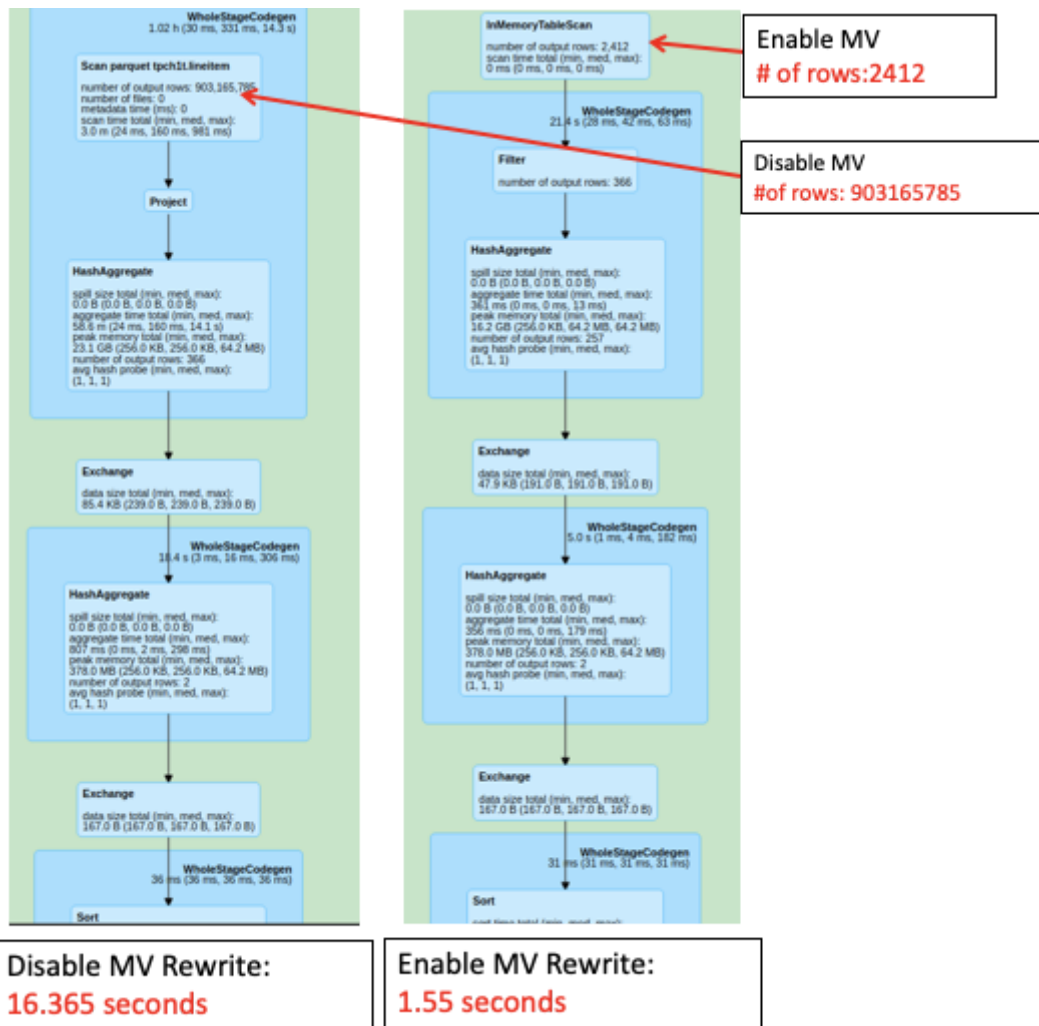 WholeStageCodegen
1.02 h (30 ms, 331 ms, 14.3 s)
Scan parquet tpch1t.lineitem
number of output rows: 903,165,785
number of files: 0
metadata time (ms): 0
scan time total (min, med, max):
3.0 m (24 ms, 160 ms, 981 ms)
Project
HashAggregate
spill size total (min, med, max):
0.0 B (0.0 B, 0.0 B, 0.0 B)
aggregate time total (min, med, max):
58.6 m (24 ms, 160 ms, 14.1 s)
peak memory total (min, med, max):
23.1 GB (256.0 KB, 256.0 KB, 64.2 MB)
number of output rows: 366
avg hash probe (min, med, max):
(1, 1, 1)
Exchange
data size total (min, med, max):
85.4 KB (239.0 B, 239.0 B, 239.0 B)
WholeStageCodegen
18.4 s (3 ms, 16 ms, 306 ms)
HashAggregate
spill size total (min, med, max):
0.0 B (0.0 B, 0.0 B, 0.0 B)
aggregate time total (min, med, max):
807 ms (0 ms, 2 ms, 298 ms)
peak memory total (min, med, max):
378.0 MB (256.0 KB, 256.0 KB, 64.2 MB)
number of output rows: 2
avg hash probe (min, med, max):
(1, 1, 1)
Exchange
data size total (min, med, max):
167.0 B (167.0 B, 167.0 B, 167.0 B)
WholeStageCodegen
36 ms (36 ms, 36 ms, 36 ms)
Sort
Disable MV Rewrite:
16.365 seconds
InMemoryTableScan
number of output rows: 2,412
scan time total (min, med, max):
0 ms (0 ms, 0 ms, 0 ms)
WholeStageCodegen
21.4 s (28 ms, 42 ms, 63 ms)
Filter
number of output rows: 366
HashAggregate
spill size total (min, med, max):
0.0 B (0.0 B, 0.0 B, 0.0 B)
aggregate time total (min, med, max):
361 ms (0 ms, 0 ms, 13 ms)
peak memory total (min, med, max):
16.2 GB (256.0 KB, 64.2 MB, 64.2 MB)
number of output rows: 257
avg hash probe (min, med, max):
(1, 1, 1)
Exchange
data size total (min, med, max):
47.9 KB (191.0 B, 191.0 B, 191.0 B)
WholeStageCodegen
5.0 s (1 ms, 4 ms, 182 ms)
HashAggregate
spill size total (min, med, max):
0.0 B (0.0 B, 0.0 B, 0.0 B)
aggregate time total (min, med, max):
356 ms (0 ms, 0 ms, 179 ms)
peak memory total (min, med, max):
378.0 MB (256.0 KB, 256.0 KB, 64.2 MB)
number of output rows: 2
avg hash probe (min, med, max):
(1, 1, 1)
Exchange
data size total (min, med, max):
167.0 B (167.0 B, 167.0 B, 167.0 B)
WholeStageCodegen
31 ms (31 ms, 31 ms, 31 ms)
Sort
Enable MV Rewrite:
1.55 seconds
Enable MV
# of rows:2412
Disable MV
#of rows: 903165785